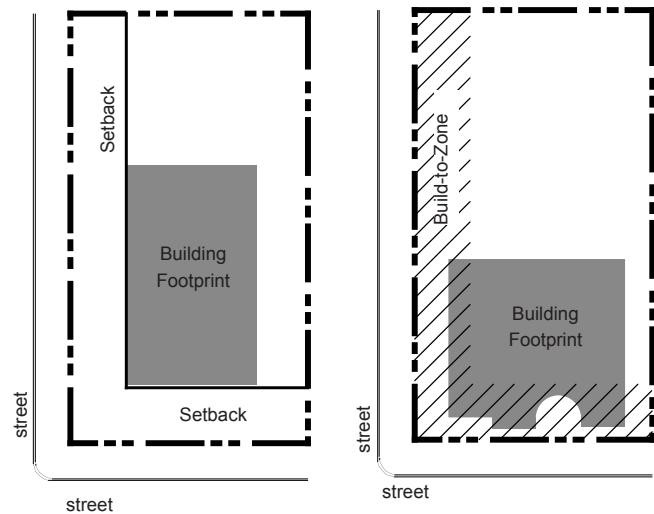 Setback
Building
Footprint
Setback
street
street
Build-to-Zone
Building
Footprint
street
street